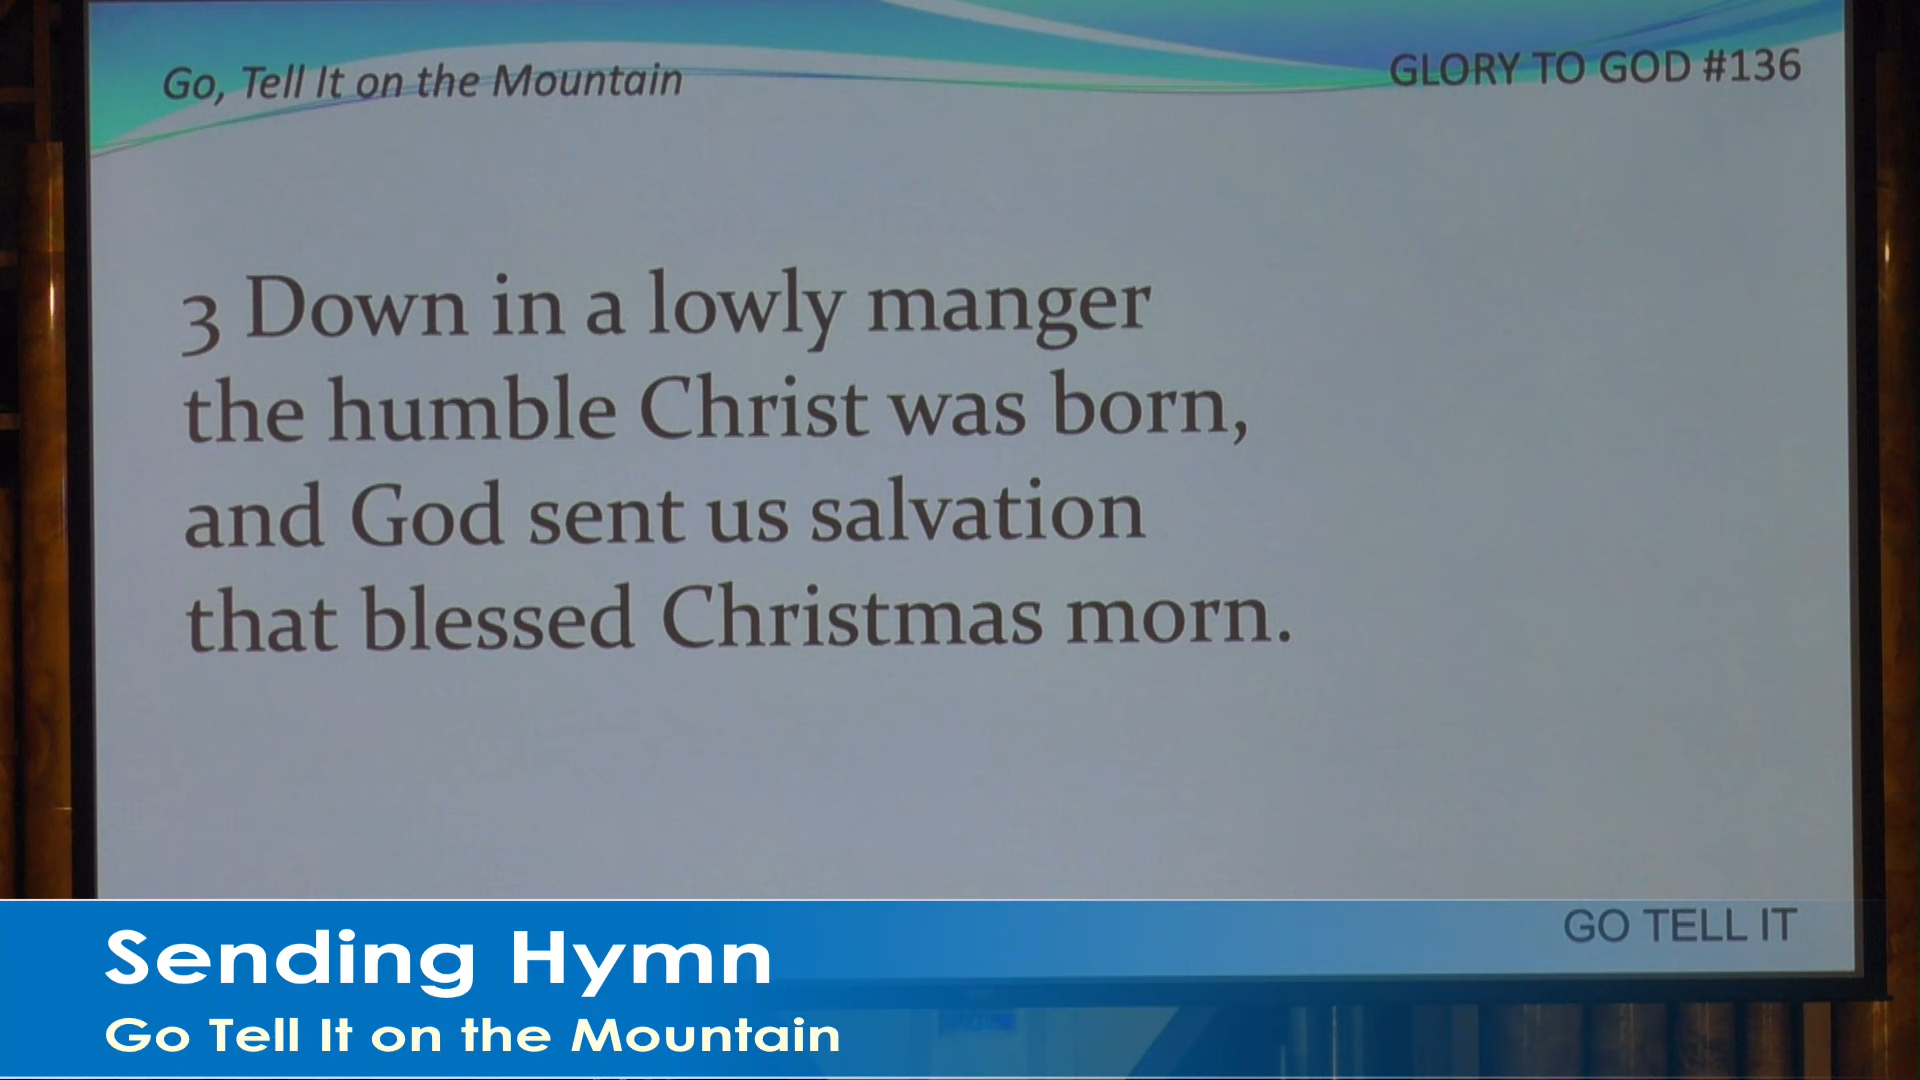 Go, Tell It on the Mountain
GLORY TO GOD #136
3 Down in a lowly manger
the humble Christ was born,
and God sent us salvation
that blessed Christmas morn.
GO TELL IT
Sending Hymn
Go Tell It on the Mountain